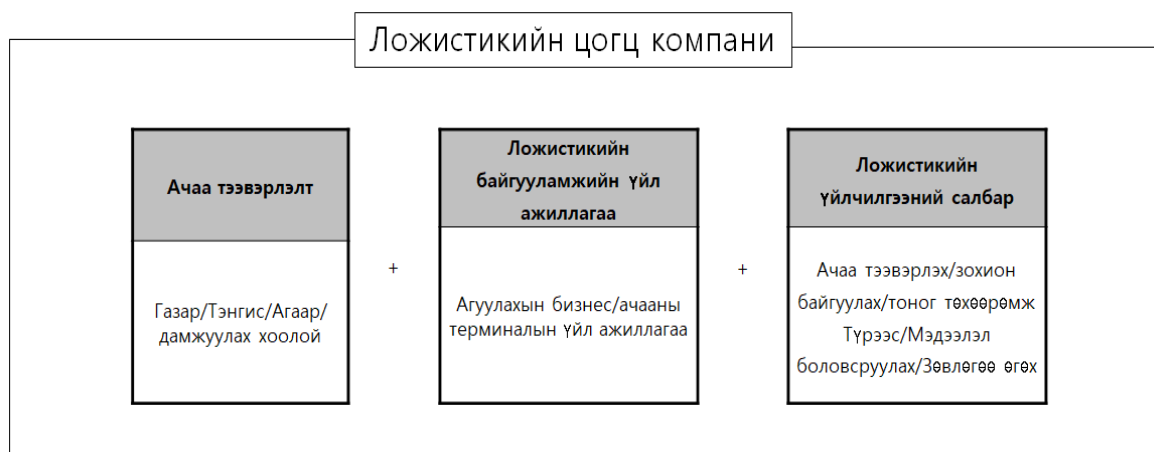 Ложистикийн цогц компани
Ачаа тээвэрлэлт
Газар/Тэнгис/Агаар/
дамжуулах хоолой
+
Ложистикийн
байгууламжийн үйл
ажиллагаа
Агуулахын бизнес/ачааны
терминалын үйл ажиллагаа
+
Ложистикийн
үйлчилгээний салбар
Ачаа тээвэрлэх/зохион
байгуулах/тоног төхөөрөмж
Түрээс/Мэдээлэл
боловсруулах/Зөвлөгөө өгөх